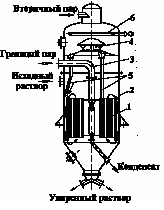 Вторичный пар
6
4
Греющий пар
3
Исходный
раствор
5
2
1
Конденсат
Упаренный раствор